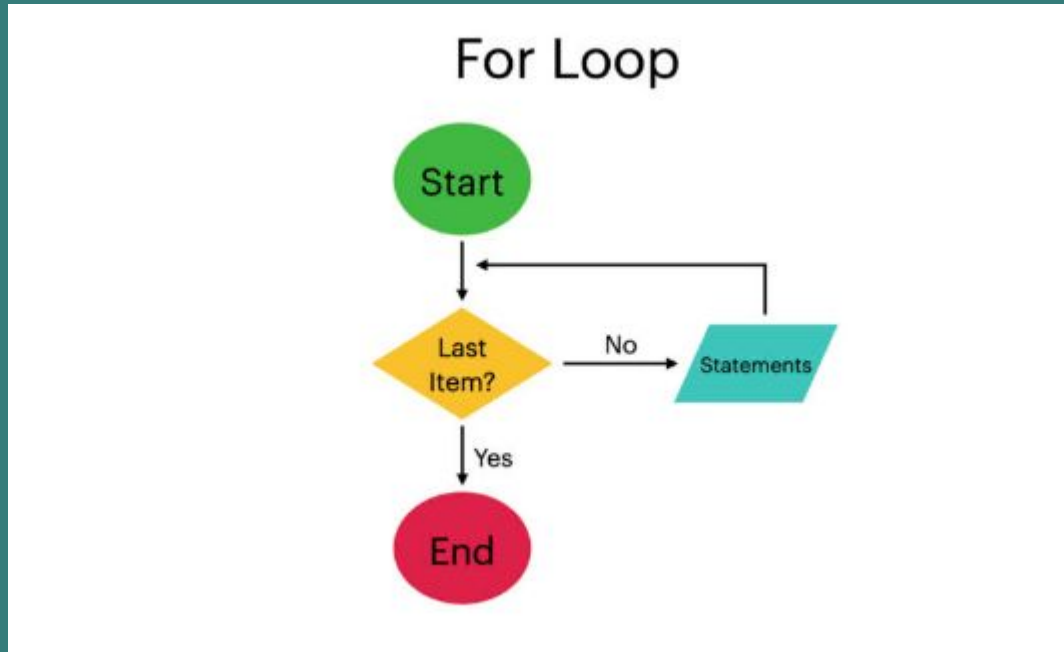 For Loop
Start
Last
Item?
No
Statements
Yes
End